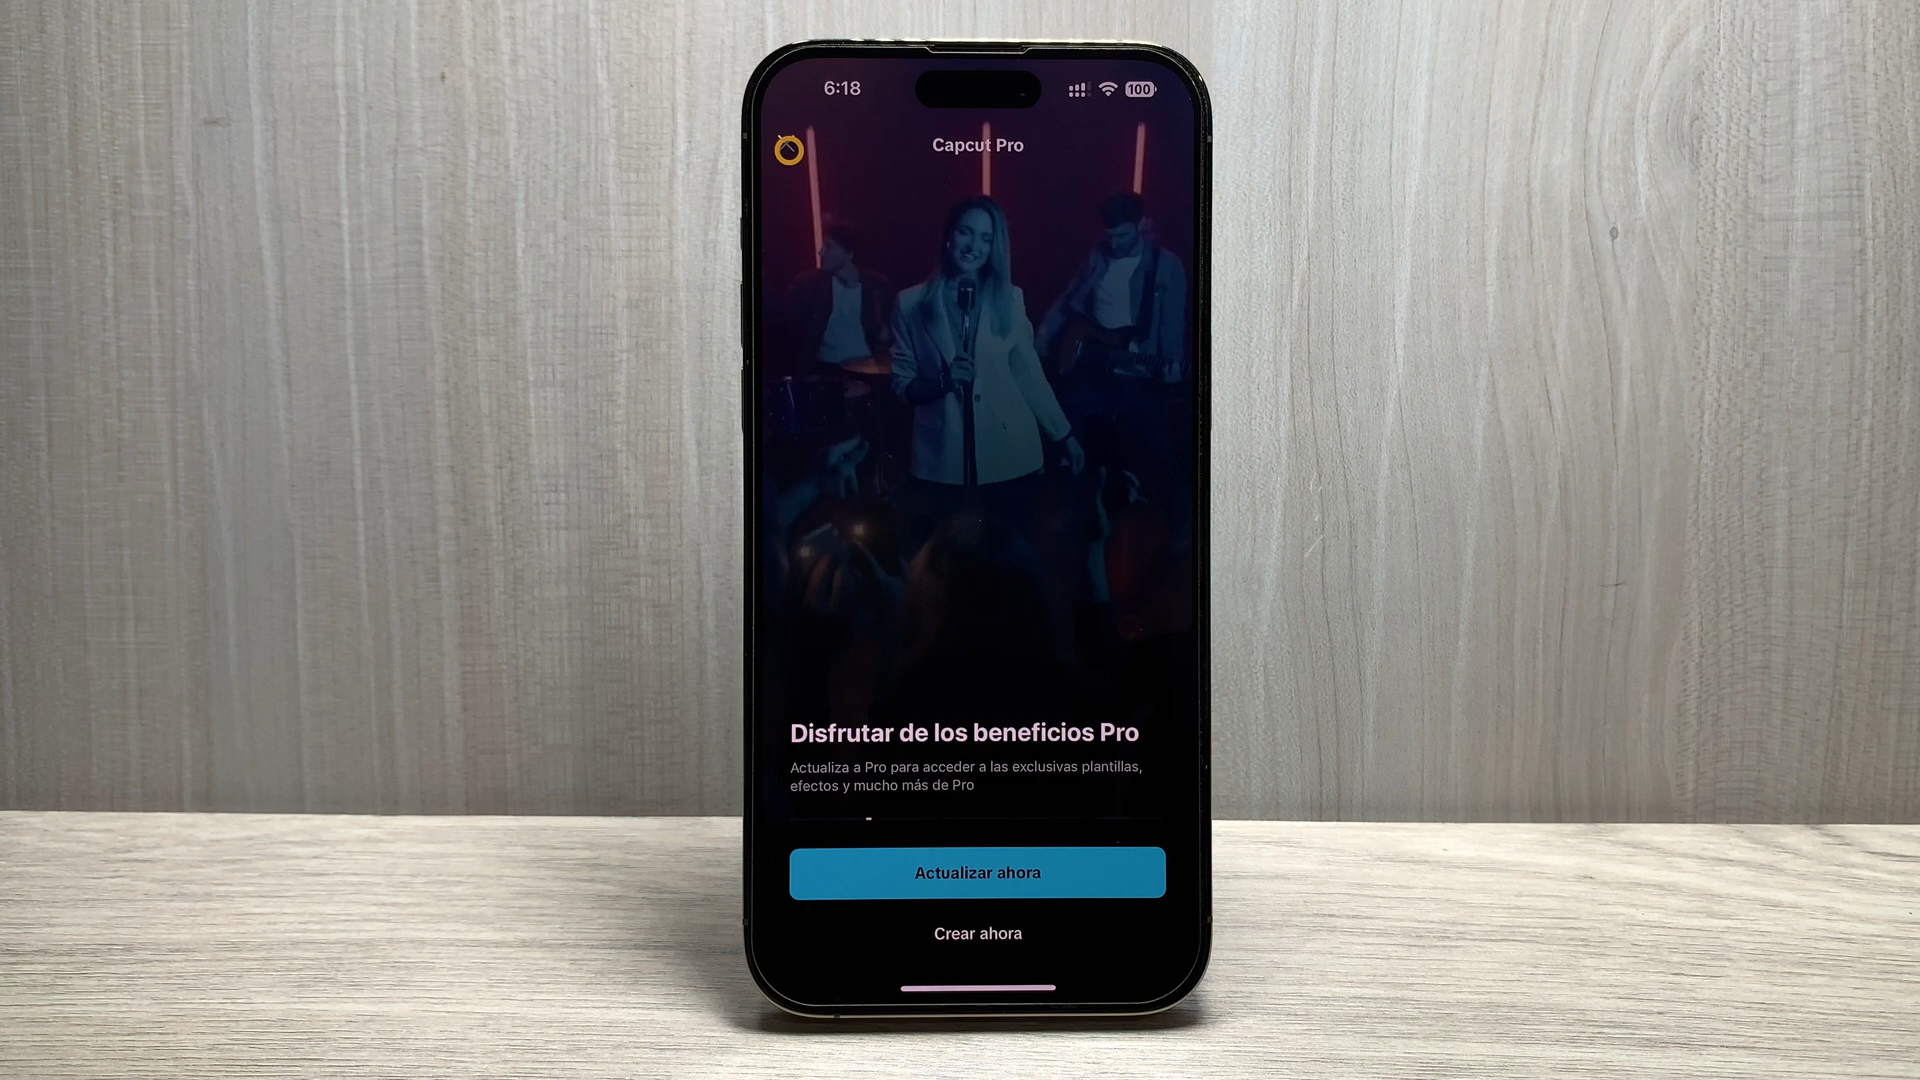 6:18
100
Capcut Pro
Disfrutar de los beneficios Pro
Actualiza a Pro para acceder a las exclusivas plantillas,
efectos y mucho más de Pro
Actualizar ahora
Crear ahora